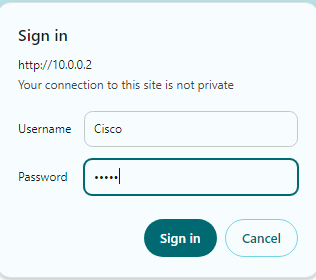 Sign in
http://10.0.0.2
Your connection to this site is not private
Username Cisco
Password •••••
Sign in Cancel